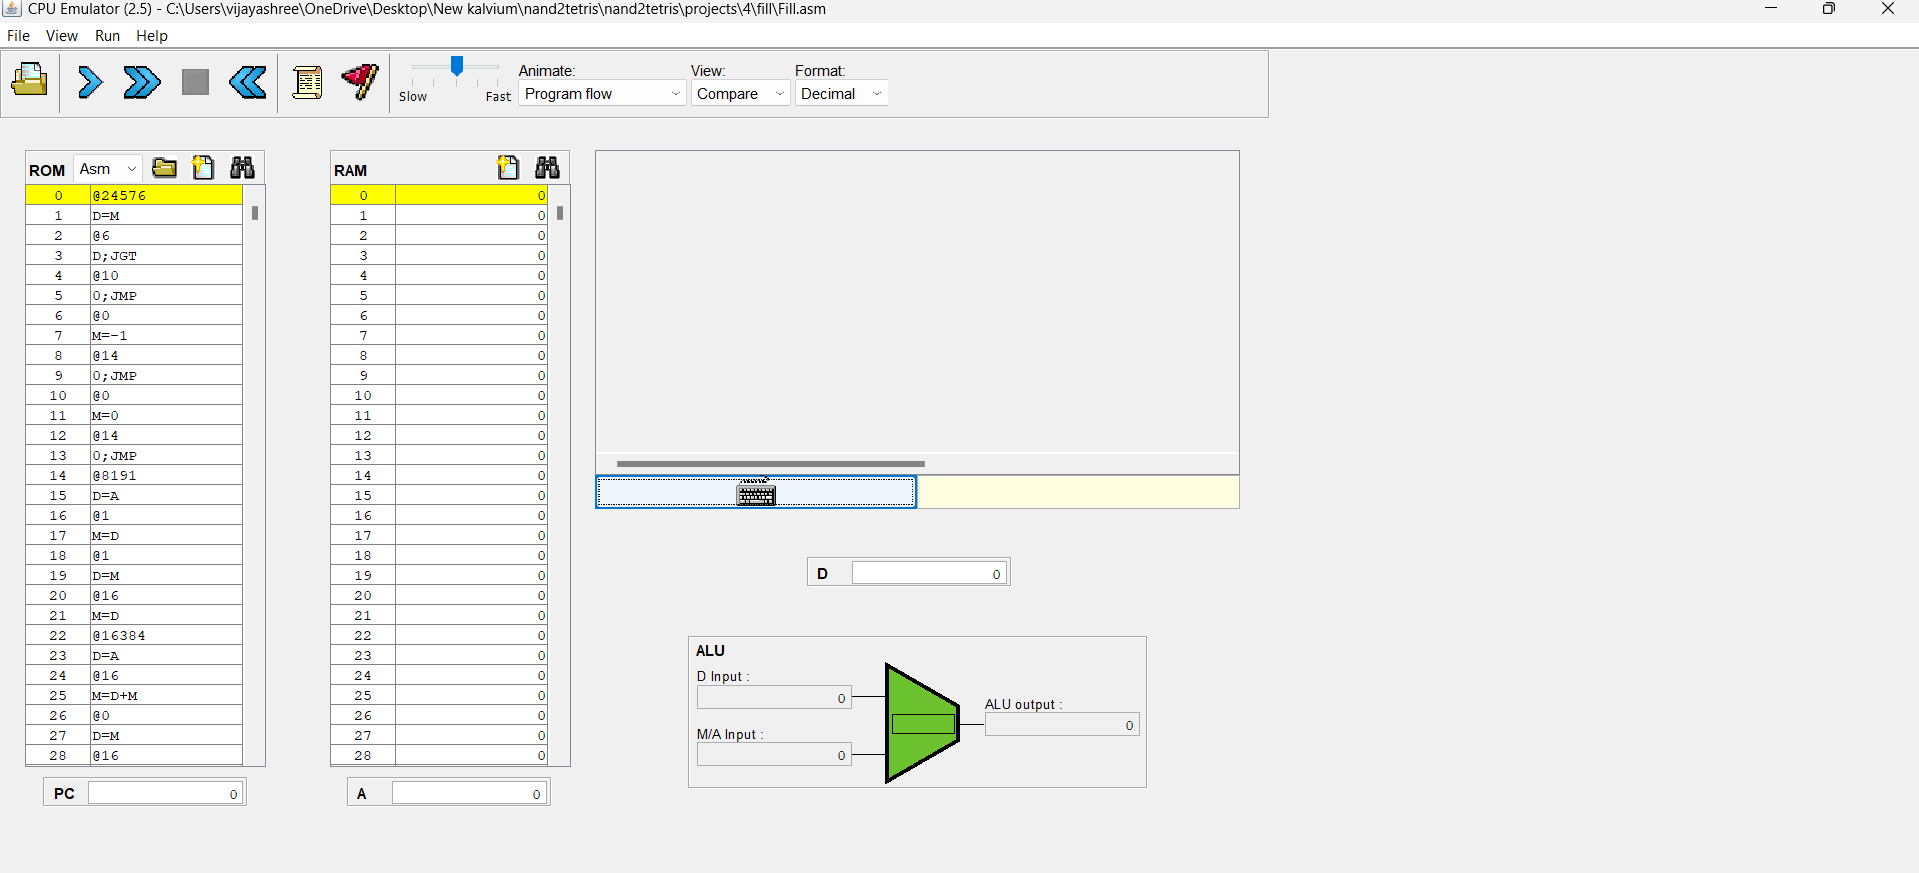 CPU Emulator (2.5) - C:\Users\vijayashree\OneDrive\Desktop\New kalvium\nand2tetris\nand2tetris\projects\4\fill\Fill.asm
File View Run Help
Animate: View: Format:
Slow Fast Program flow Compare Decimal
ROM Asm RAM
0 @24576 0 0
1 D=M 1 0
2 @6 2 0
3 D;JGT 3 0
4 @10 4 0
5 0;JMP 5 0
6 @0 6 0
7 M=-1 7 0
8 @14 8 0
9 0;JMP 9 0
10 @0 10 0
11 M=0 11 0
12 @14 12 0
13 0;JMP 13 0
14 @8191 14 0
15 D=A 15 0
16 @1 16 0
17 M=D 17 0
18 @1 18 0
19 D=M 19 0
20 @16 20 0
21 M=D 21 0
22 @16384 22 0
23 D=A 23 0
24 @16 24 0
25 M=D+M 25 0
26 @0 26 0
27 D=M 27 0
28 @16 28 0
PC 0 A 0
D 0
ALU
D Input :
0
M/A Input :
0
ALU output :
0